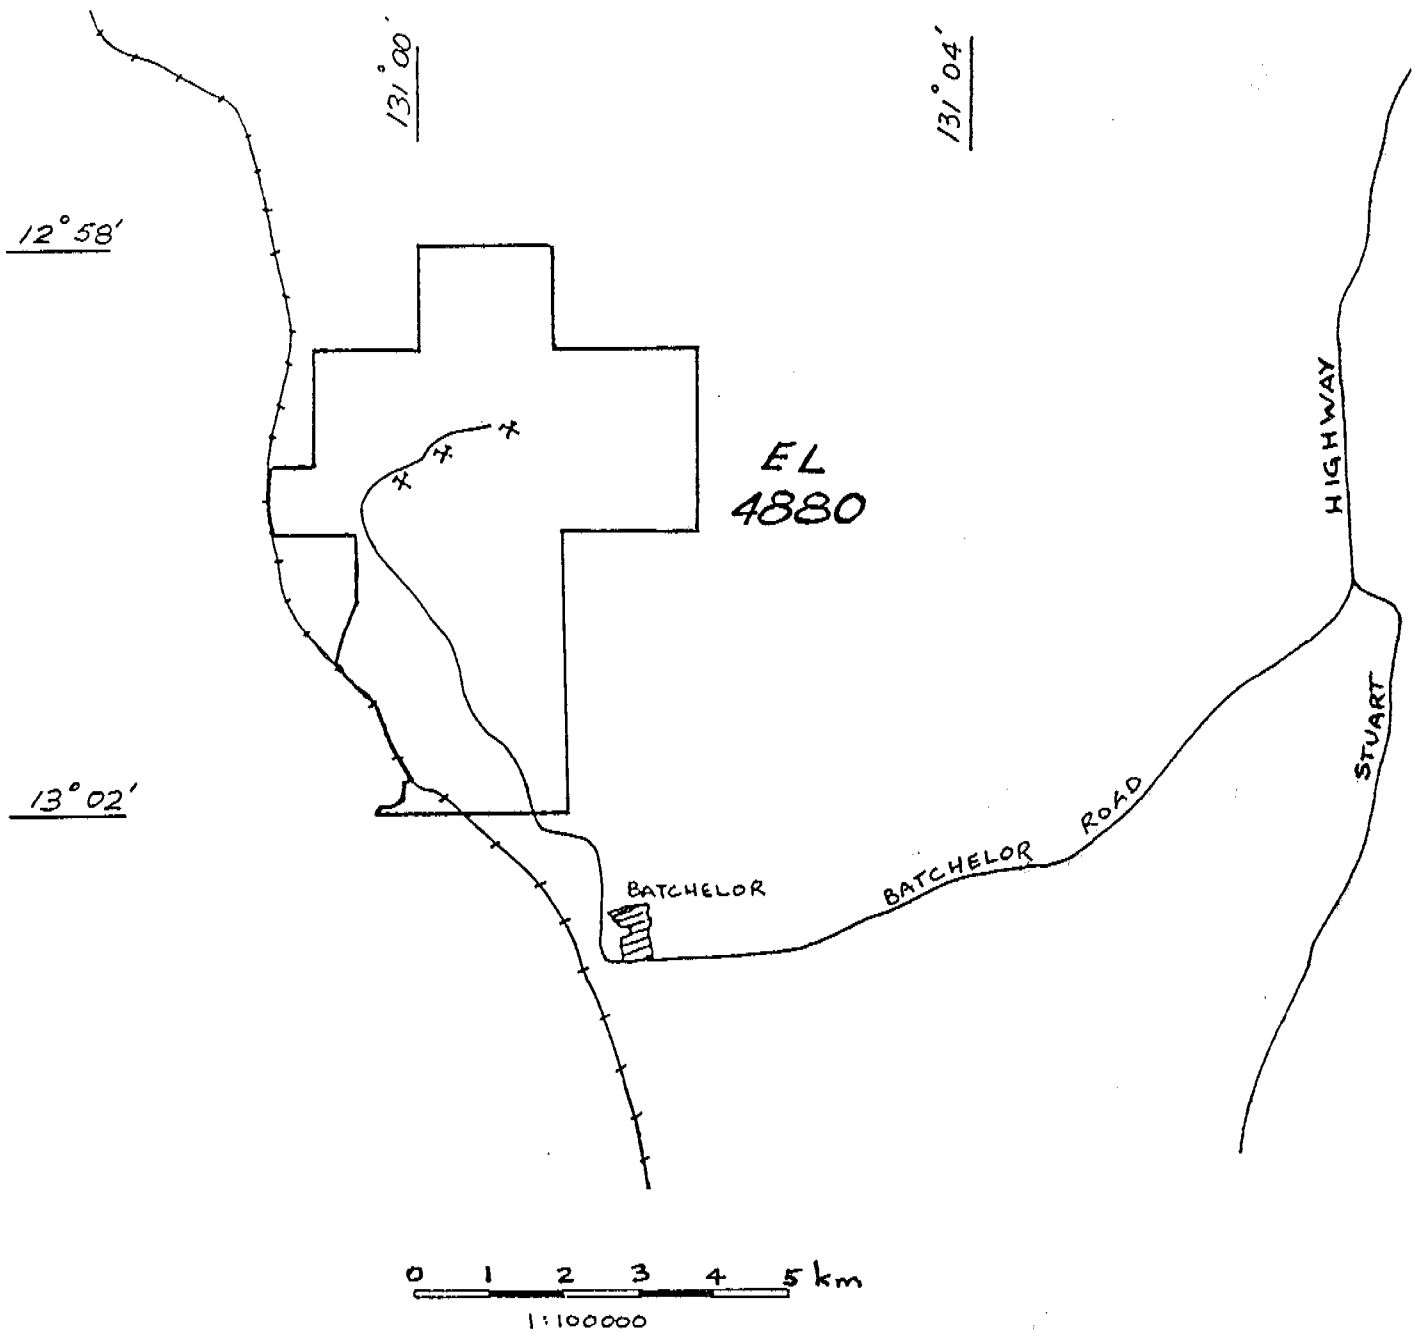 131°00'
131°04'
12°58'
HIGHWAY
EL
4880
STUART
13°02'
ROAD
BATCHELOR
BATCHELOR
0 1 2 3 4 5 km
1:100000